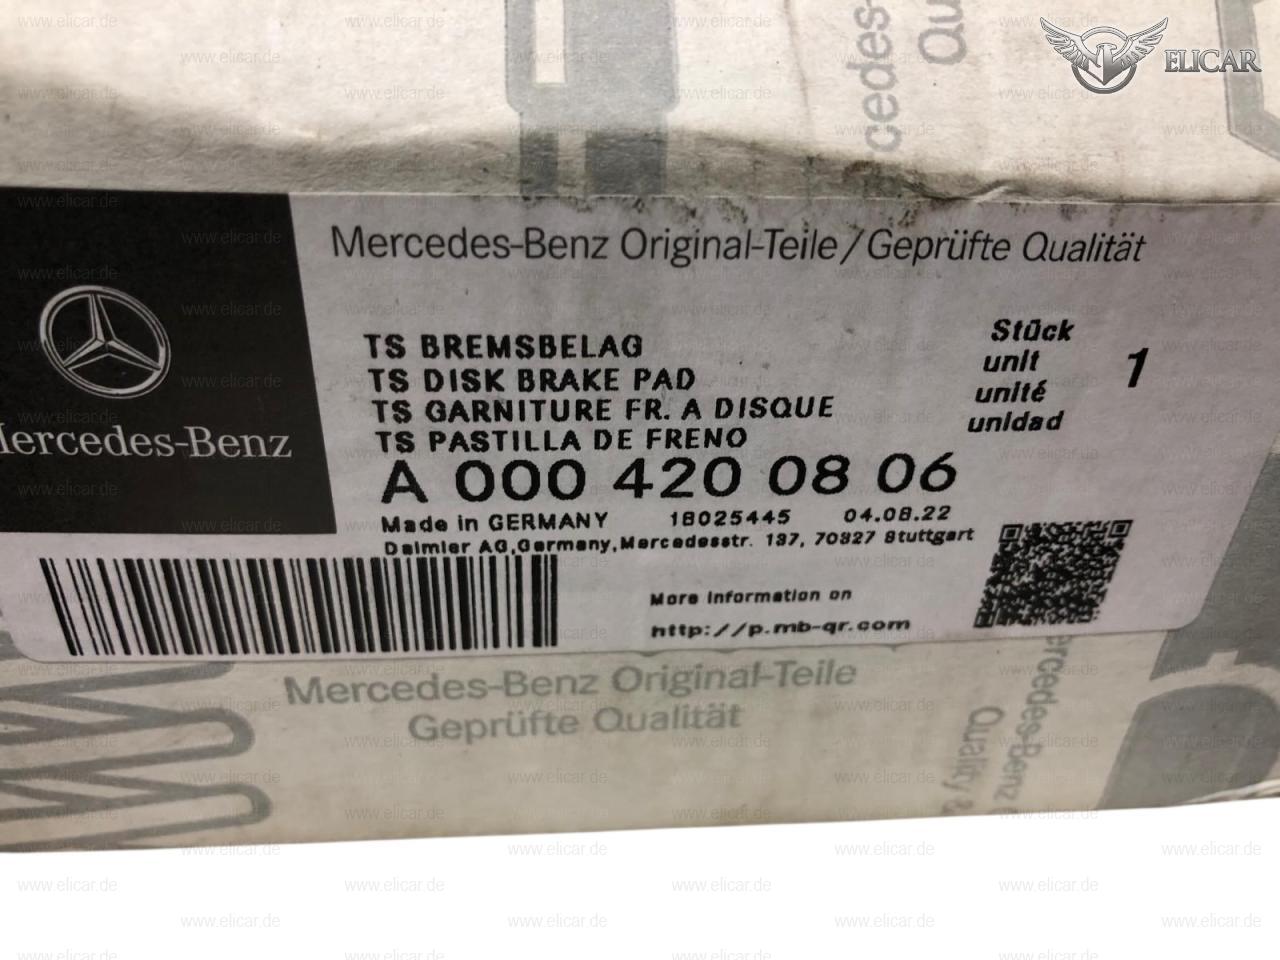 ELICAR
Mercedes-Benz Original-Teile/Geprüfte Qualität
Mercedes-Benz
TS BREMSBELAG
TS DISK BRAKE PAD
TS GARNITURE FR. A DISQUE
TS PASTILLA DE FRENO
Stück
unit
unité
unidad
1
A 000 420 08 06
Made in GERMANY 18025445 04.08.22
Daimler AG,Germany,Mercedesstr. 137, 70327 Stuttgart
More information on
http://p.mb-qr.com
Mercedes-Benz Original-Teile
Geprüfte Qualität
Mercedes-Benz
Quality &
www.elicar.de